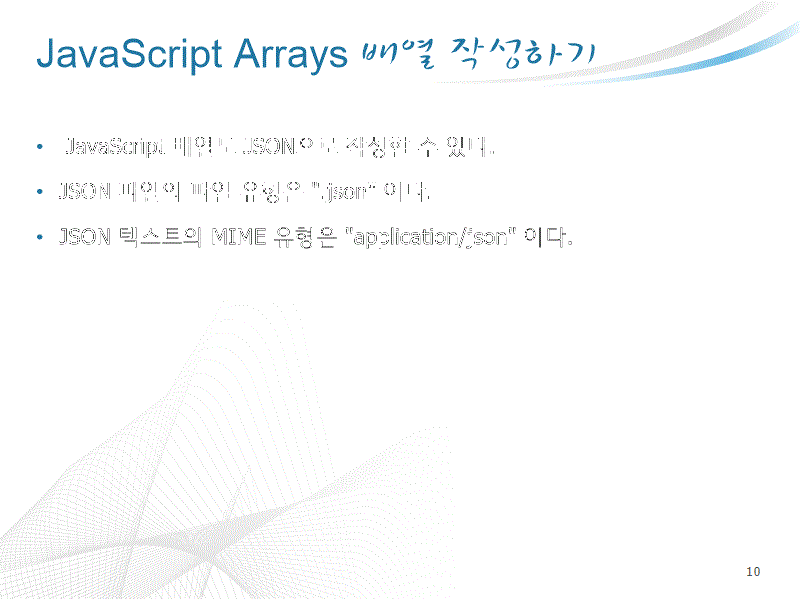 JavaScript Arrays 배열 작성하기
• JavaScript 배열도 JSON으로 작성할 수 있다.
• JSON 파일의 파일 유형은 ".json" 이다.
• JSON 텍스트의 MIME 유형은 "application/json" 이다.
10